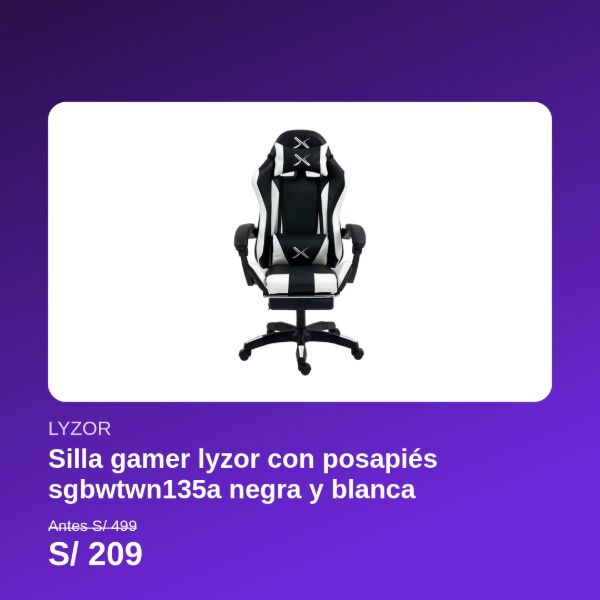 LYZOR
Silla gamer lyzor con posapiés
sgbwtwn135a negra y blanca
Antes S/ 499
S/ 209